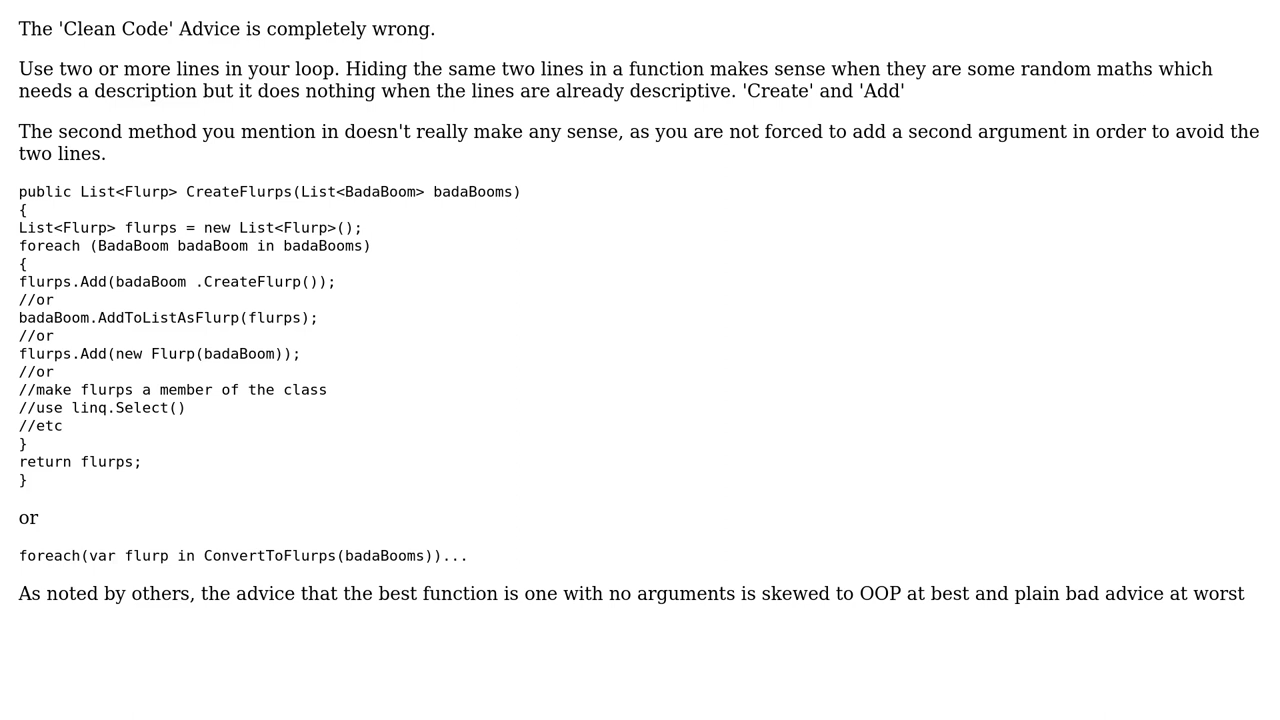 The 'Clean Code' Advice is completely wrong.
Use two or more lines in your loop. Hiding the same two lines in a function makes sense when they are some random maths which
needs a description but it does nothing when the lines are already descriptive. 'Create' and 'Add'
The second method you mention in doesn't really make any sense, as you are not forced to add a second argument in order to avoid the
two lines.
public List<Flurp> CreateFlurps(List<BadaBoom> badaBooms)
{
List<Flurp> flurps = new List<Flurp>();
foreach (BadaBoom badaBoom in badaBooms)
{
flurps.Add(badaBoom .CreateFlurp());
//or
badaBoom.AddToListAsFlurp(flurps);
//or
flurps.Add(new Flurp(badaBoom));
//or
//make flurps a member of the class
//use linq.Select()
//etc
}
return flurps;
}
or
foreach(var flurp in ConvertToFlurps(badaBooms))...
As noted by others, the advice that the best function is one with no arguments is skewed to OOP at best and plain bad advice at worst